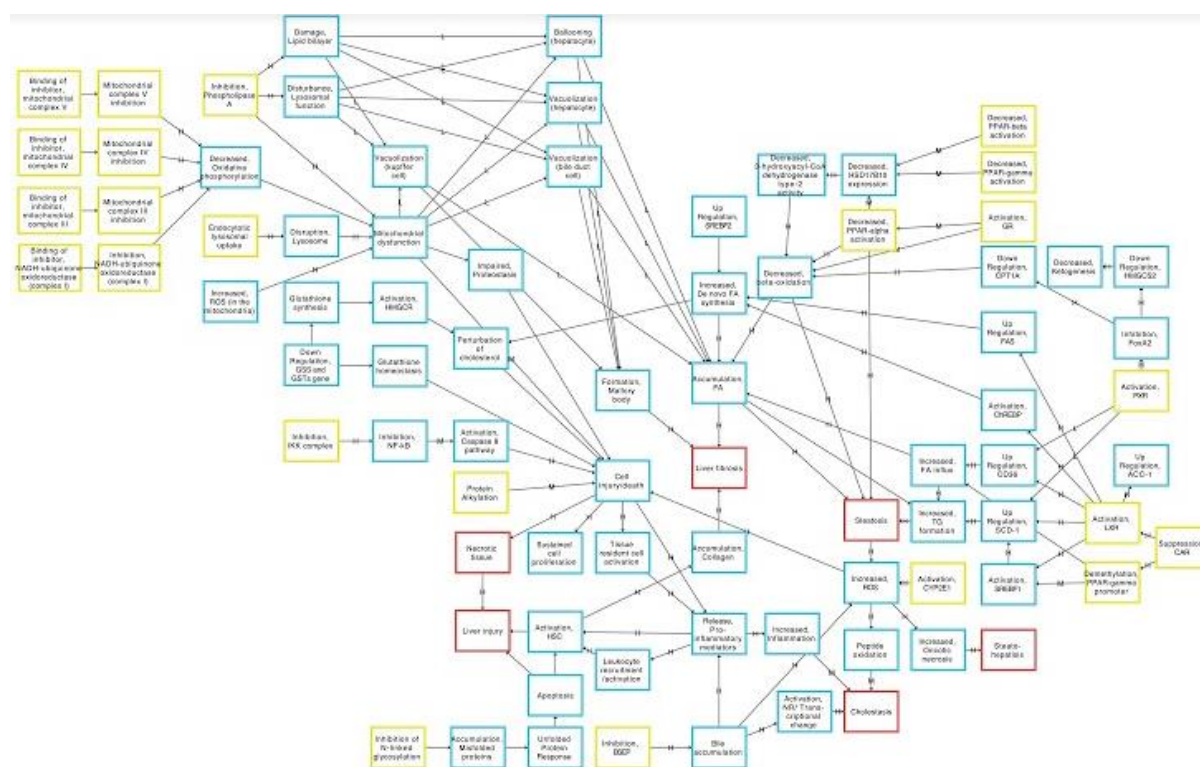 Damage,
Lipid bilayer
Ballooning
(hepatocyte)
Binding of
inhibitor,
mitochondrial
complex V
Mitochondrial
complex V
inhibition
Inhibition,
Phospholipase
A
Disturbance,
Lysosomal
function
Vacuolization
(hepatocyte)
Binding of
inhibitor,
mitochondrial
complex IV
Mitochondrial
complex IV
inhibition
Decreased,
Oxidative
phosphorylation
Vacuolization
(kupffer
cell)
Vacuolization
(bile duct
cell)
Decreased,
3-hydroxyacyl-CoA
dehydrogenase
type-2
activity
Decreased,
HSD17B10
expression
Decreased,
PPAR-beta
activation
Decreased,
PPAR-gamma
activation
Binding of
inhibitor,
mitochondrial
complex III
Mitochondrial
complex III
inhibition
Endocytic
lysosomal
uptake
Disruption,
Lysosome
Mitochondrial
dysfunction
Up
Regulation,
SREBP2
Decreased,
PPAR-alpha
activation
Activation,
GR
Binding of
inhibitor,
NADH-ubiquinone
oxidoreductase
(complex I)
Inhibition,
NADH-ubiquinone
oxidoreductase
(complex I)
Impaired,
Proteostasis
Decreased,
beta-oxidation
Down
Regulation,
CPT1A
Decreased,
Ketogenesis
Down
Regulation,
HMGCS2
Increased,
ROS (in the
mitochondria)
Glutathione
synthesis
Activation,
HMGCR
Increased,
De novo FA
synthesis
Perturbation
of
cholesterol
Up
Regulation,
FAS
Inhibition,
FoxA2
Down
Regulation,
GSS and
GSTs gene
Glutathione
homeostasis
Formation,
Mallory
body
Accumulation,
FA
Activation,
ChREBP
Activation,
PXR
Inhibition,
IKK complex
Inhibition,
NF-kB
Activation,
Caspase 8
pathway
Liver fibrosis
Increased,
FA influx
Up
Regulation,
CD36
Up
Regulation,
ACC-1
Protein
Alkylation
Cell
injury/death
Steatosis
Increased,
TG
formation
Up
Regulation,
SCD-1
Activation,
LXR
Suppression,
CAR
Necrotic
tissue
Sustained
cell
proliferation
Tissue
resident cell
activation
Accumulation,
Collagen
Increased,
ROS
Activation,
CYP2E1
Activation,
SREBF1
Demethylation,
PPAR-gamma
promoter
Liver injury
Activation,
HSC
Release,
Pro-
inflammatory
mediators
Increased,
Inflammation
Leukocyte
recruitment
/activation
Peptide
oxidation
Increased,
Oncotic
necrosis
Steato-
hepatitis
Apoptosis
Activation,
NR/ Trans-
criptional
change
Cholestasis
Inhibition of
N-linked
glycosylation
Accumulation,
Misfolded
proteins
Unfolded
Protein
Response
Inhibition,
BSEP
Bile
accumulation